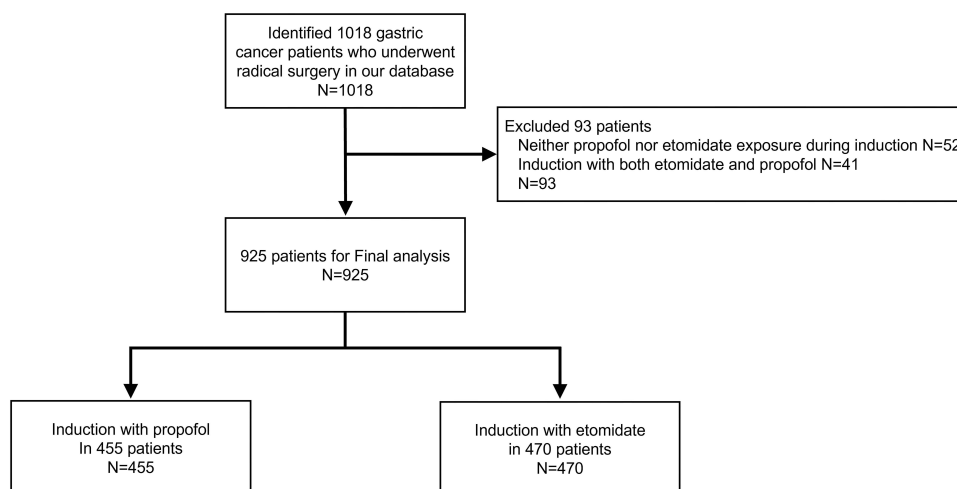 Identified 1018 gastric
cancer patients who underwent
radical surgery in our database
N=1018
Excluded 93 patients
Neither propofol nor etomidate exposure during induction N=52
Induction with both etomidate and propofol N=41
N=93
925 patients for Final analysis
N=925
Induction with propofol
In 455 patients
N=455
Induction with etomidate
in 470 patients
N=470